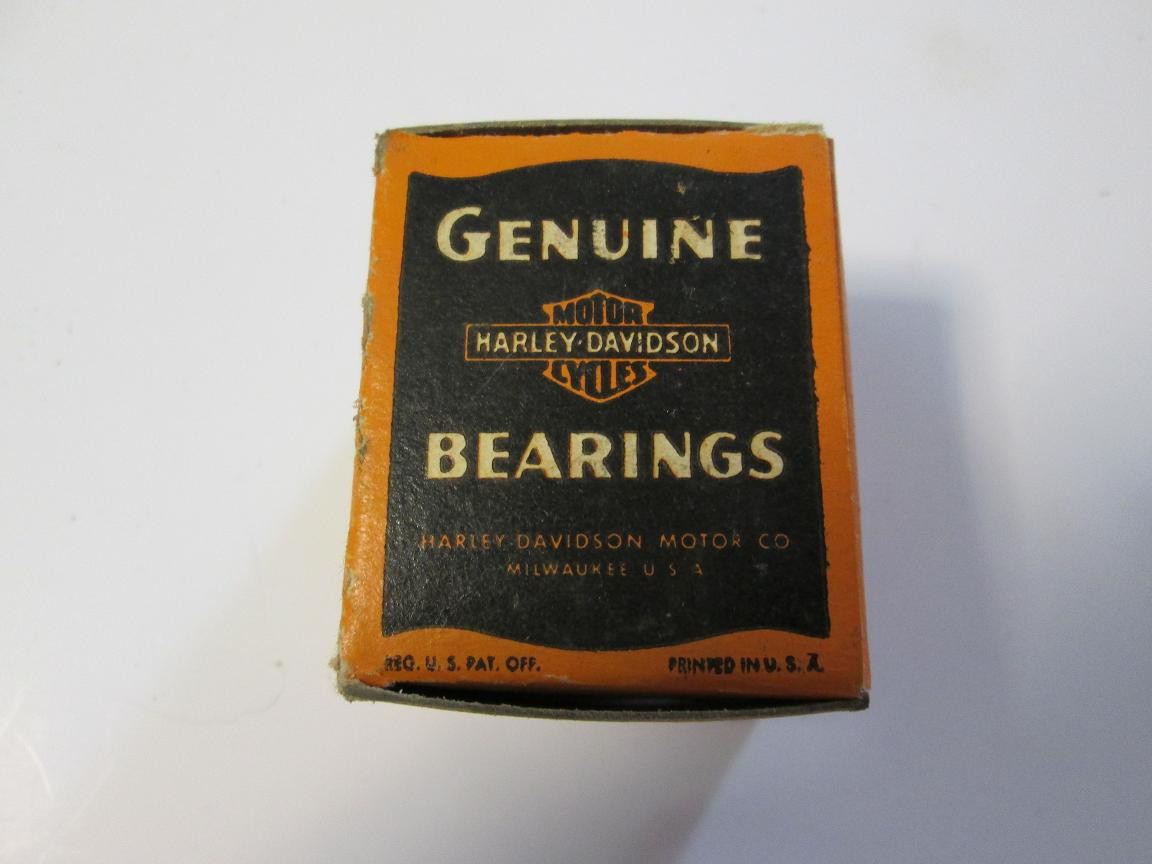 GENUINE
MOTOR
HARLEY-DAVIDSON
CYCLES
BEARINGS
HARLEY-DAVIDSON MOTOR CO
MILWAUKEE U S A
REG. U. S. PAT. OFF.
PRINTED IN U. S. A.